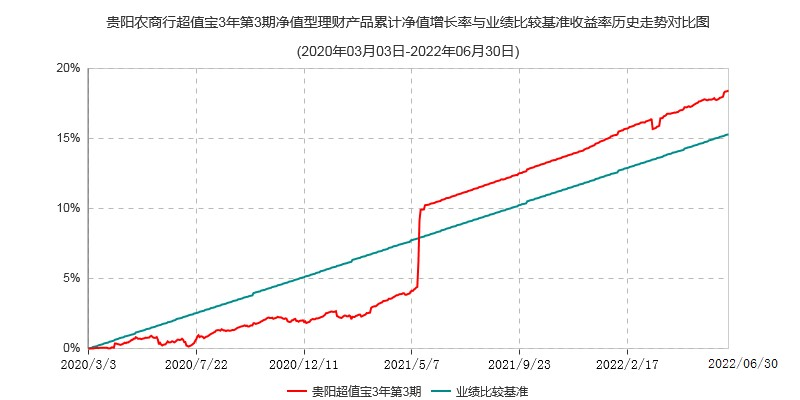 贵阳农商行超值宝3年第3期净值型理财产品累计净值增长率与业绩比较基准收益率历史走势对比图
(2020年03月03日-2022年06月30日)
20%
15%
10%
5%
0%
2020/3/3 2020/7/22 2020/12/11 2021/5/7 2021/9/23 2022/2/17 2022/06/30
贵阳超值宝3年第3期 业绩比较基准